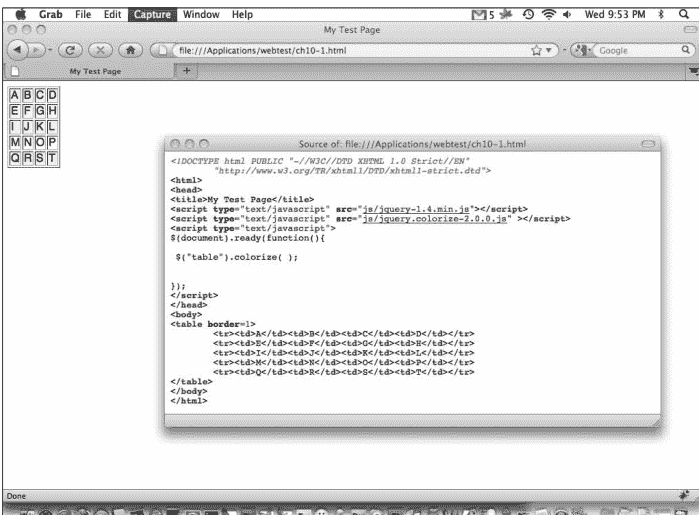 Grab File Edit Capture Window Help 5 Wed 9:53 PM
My Test Page
file:///Applications/webtest/ch10-1.html Google
My Test Page +
A B C D
E F G H
I J K L
M N O P
Q R S T
Source of: file:///Applications/webtest/ch10-1.html
<!DOCTYPE html PUBLIC "-//W3C//DTD XHTML 1.0 Strict//EN"
"http://www.w3.org/TR/xhtml1/DTD/xhtml1-strict.dtd">
<html>
<head>
<title>My Test Page</title>
<script type="text/javascript" src="js/jquery-1.4.min.js"></script>
<script type="text/javascript" src="js/jquery.colorize-2.0.0.js" ></script>
<script type="text/javascript">
$(document).ready(function(){
$("table").colorize( );
});
</script>
</head>
<body>
<table border=1>
<tr><td>A</td><td>B</td><td>C</td><td>D</td></tr>
<tr><td>E</td><td>F</td><td>G</td><td>H</td></tr>
<tr><td>I</td><td>J</td><td>K</td><td>L</td></tr>
<tr><td>M</td><td>N</td><td>O</td><td>P</td></tr>
<tr><td>Q</td><td>R</td><td>S</td><td>T</td></tr>
</table>
</body>
</html>
Done